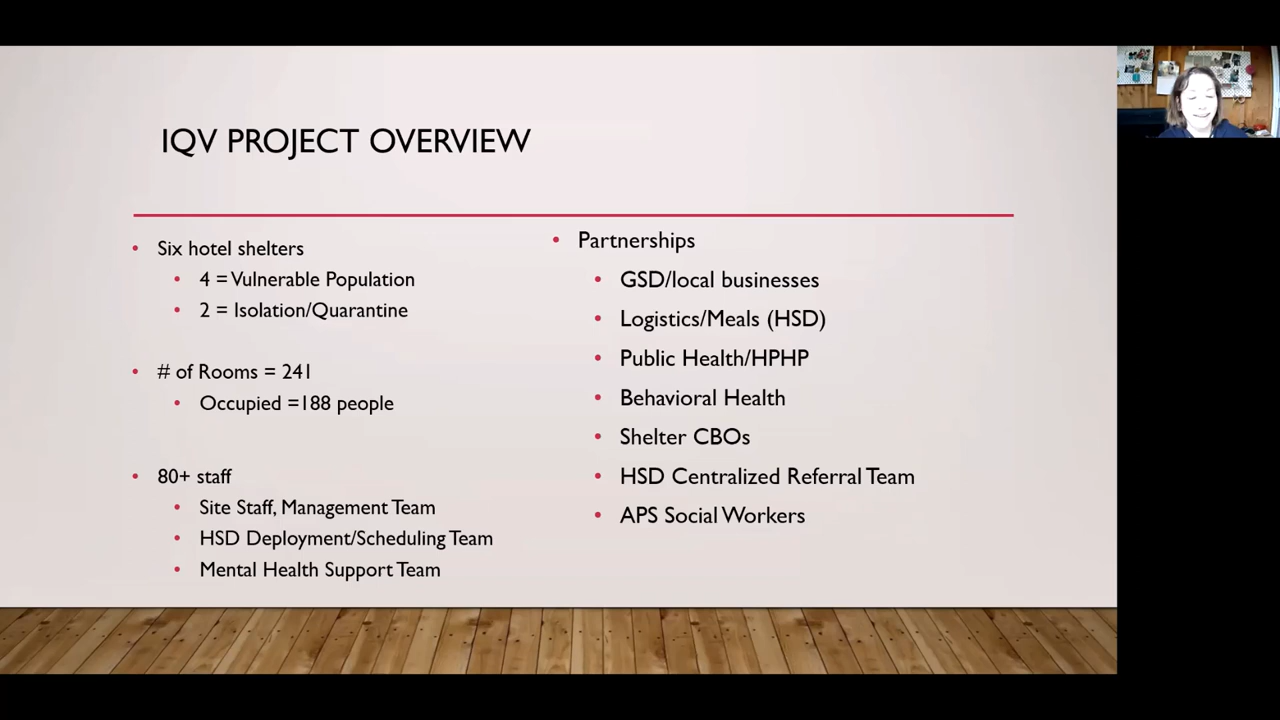 IQV PROJECT OVERVIEW
Six hotel shelters
4 = Vulnerable Population
2 = Isolation/Quarantine
# of Rooms = 241
Occupied =188 people
80+ staff
Site Staff, Management Team
HSD Deployment/Scheduling Team
Mental Health Support Team
Partnerships
GSD/local businesses
Logistics/Meals (HSD)
Public Health/HPHP
Behavioral Health
Shelter CBOs
HSD Centralized Referral Team
APS Social Workers